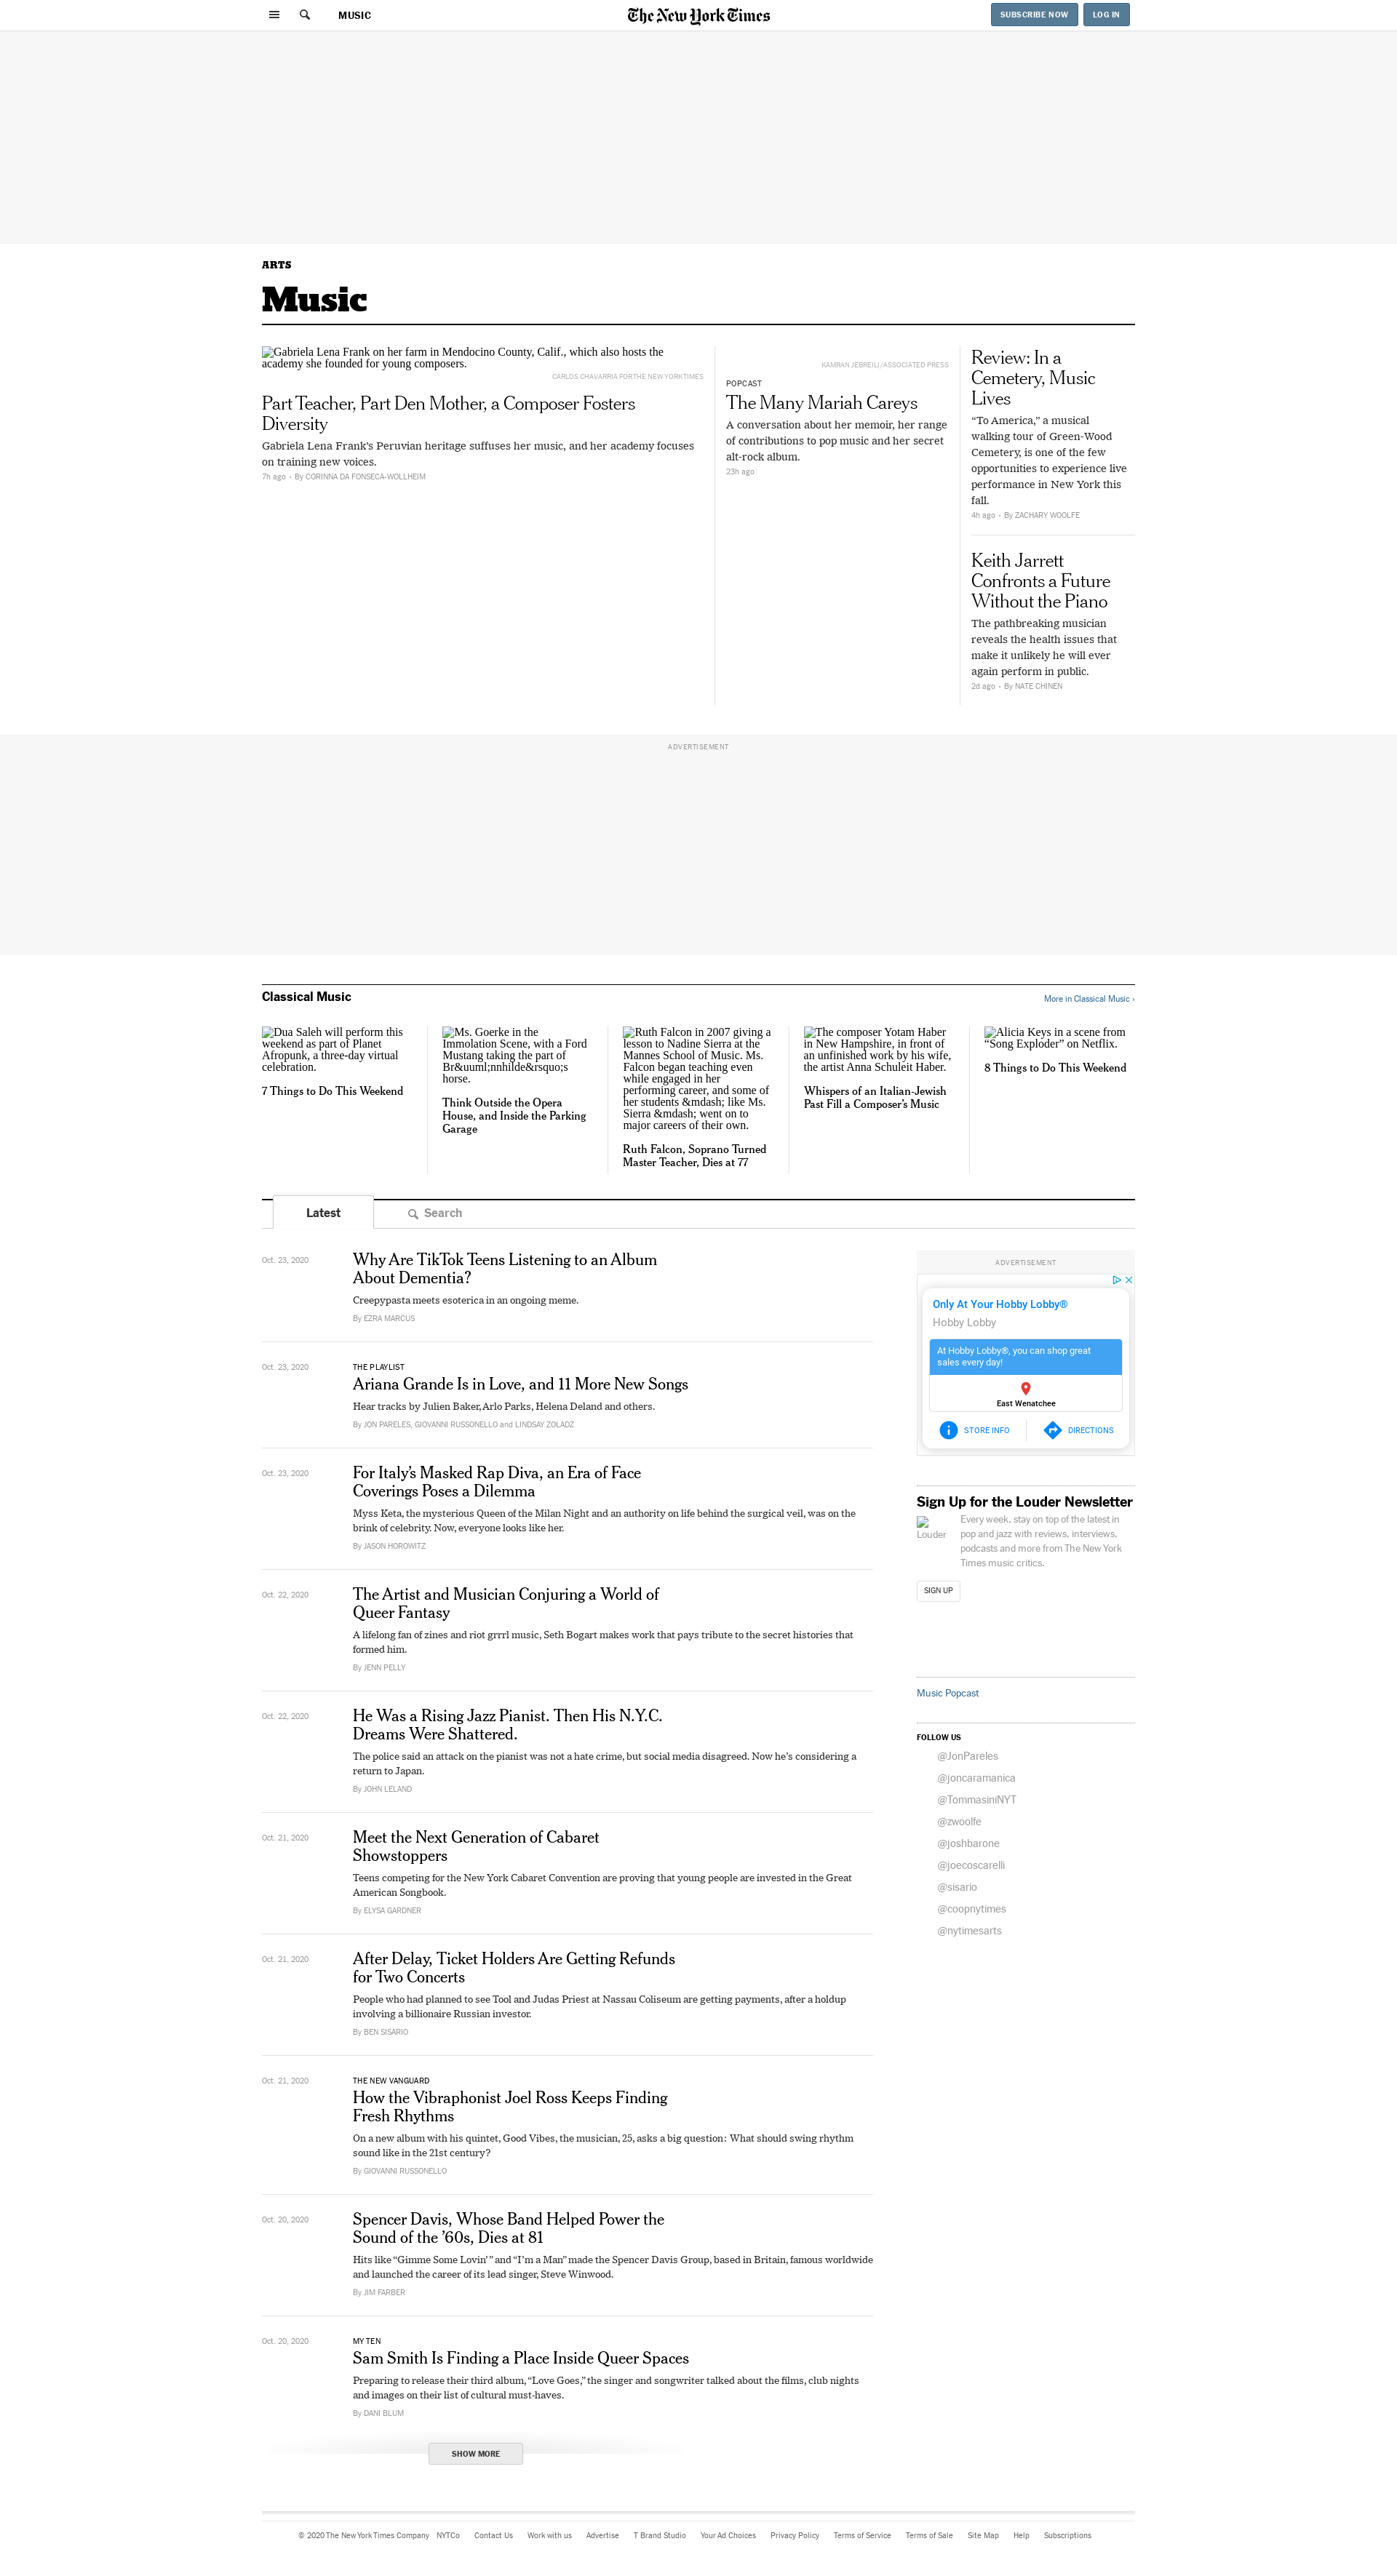 MUSIC
The New York Times
SUBSCRIBE NOW
LOG IN
ARTS
Music
Gabriela Lena Frank on her farm in Mendocino County, Calif., which also hosts the
academy she founded for young composers.
CARLOS CHAVARRIA FOR THE NEW YORK TIMES
Part Teacher, Part Den Mother, a Composer Fosters
Diversity
Gabriela Lena Frank’s Peruvian heritage suffuses her music, and her academy focuses
on training new voices.
7h ago • By CORINNA DA FONSECA-WOLLHEIM
KAMRAN JEBREILI/ASSOCIATED PRESS
POPCAST
The Many Mariah Careys
A conversation about her memoir, her range
of contributions to pop music and her secret
alt-rock album.
23h ago
Review: In a
Cemetery, Music
Lives
“To America,” a musical
walking tour of Green-Wood
Cemetery, is one of the few
opportunities to experience live
performance in New York this
fall.
4h ago • By ZACHARY WOOLFE
Keith Jarrett
Confronts a Future
Without the Piano
The pathbreaking musician
reveals the health issues that
make it unlikely he will ever
again perform in public.
2d ago • By NATE CHINEN
ADVERTISEMENT
Classical Music
More in Classical Music ›
Dua Saleh will perform this
weekend as part of Planet
Afropunk, a three-day virtual
celebration.
7 Things to Do This Weekend
Ms. Goerke in the
Immolation Scene, with a Ford
Mustang taking the part of
Br&uuml;nnhilde&rsquo;s
horse.
Think Outside the Opera
House, and Inside the Parking
Garage
Ruth Falcon in 2007 giving a
lesson to Nadine Sierra at the
Mannes School of Music. Ms.
Falcon began teaching even
while engaged in her
performing career, and some of
her students &mdash; like Ms.
Sierra &mdash; went on to
major careers of their own.
Ruth Falcon, Soprano Turned
Master Teacher, Dies at 77
The composer Yotam Haber
in New Hampshire, in front of
an unfinished work by his wife,
the artist Anna Schuleit Haber.
Whispers of an Italian-Jewish
Past Fill a Composer’s Music
Alicia Keys in a scene from
“Song Exploder” on Netflix.
8 Things to Do This Weekend
Latest
Search
Oct. 23, 2020
Why Are TikTok Teens Listening to an Album
About Dementia?
Creepypasta meets esoterica in an ongoing meme.
By EZRA MARCUS
Oct. 23, 2020
THE PLAYLIST
Ariana Grande Is in Love, and 11 More New Songs
Hear tracks by Julien Baker, Arlo Parks, Helena Deland and others.
By JON PARELES, GIOVANNI RUSSONELLO and LINDSAY ZOLADZ
Oct. 23, 2020
For Italy’s Masked Rap Diva, an Era of Face
Coverings Poses a Dilemma
Myss Keta, the mysterious Queen of the Milan Night and an authority on life behind the surgical veil, was on the
brink of celebrity. Now, everyone looks like her.
By JASON HOROWITZ
Oct. 22, 2020
The Artist and Musician Conjuring a World of
Queer Fantasy
A lifelong fan of zines and riot grrrl music, Seth Bogart makes work that pays tribute to the secret histories that
formed him.
By JENN PELLY
Oct. 22, 2020
He Was a Rising Jazz Pianist. Then His N.Y.C.
Dreams Were Shattered.
The police said an attack on the pianist was not a hate crime, but social media disagreed. Now he’s considering a
return to Japan.
By JOHN LELAND
Oct. 21, 2020
Meet the Next Generation of Cabaret
Showstoppers
Teens competing for the New York Cabaret Convention are proving that young people are invested in the Great
American Songbook.
By ELYSA GARDNER
Oct. 21, 2020
After Delay, Ticket Holders Are Getting Refunds
for Two Concerts
People who had planned to see Tool and Judas Priest at Nassau Coliseum are getting payments, after a holdup
involving a billionaire Russian investor.
By BEN SISARIO
Oct. 21, 2020
THE NEW VANGUARD
How the Vibraphonist Joel Ross Keeps Finding
Fresh Rhythms
On a new album with his quintet, Good Vibes, the musician, 25, asks a big question: What should swing rhythm
sound like in the 21st century?
By GIOVANNI RUSSONELLO
Oct. 20, 2020
Spencer Davis, Whose Band Helped Power the
Sound of the ’60s, Dies at 81
Hits like “Gimme Some Lovin’ ” and “I’m a Man” made the Spencer Davis Group, based in Britain, famous worldwide
and launched the career of its lead singer, Steve Winwood.
By JIM FARBER
Oct. 20, 2020
MY TEN
Sam Smith Is Finding a Place Inside Queer Spaces
Preparing to release their third album, “Love Goes,” the singer and songwriter talked about the films, club nights
and images on their list of cultural must-haves.
By DANI BLUM
SHOW MORE
ADVERTISEMENT
Only At Your Hobby Lobby®
Hobby Lobby
At Hobby Lobby®, you can shop great
sales every day!
East Wenatchee
STORE INFO
DIRECTIONS
Sign Up for the Louder Newsletter
Louder
Every week, stay on top of the latest in
pop and jazz with reviews, interviews,
podcasts and more from The New York
Times music critics.
SIGN UP
Music Popcast
FOLLOW US
@JonPareles
@joncaramanica
@TommasiniNYT
@zwoolfe
@joshbarone
@joecoscarelli
@sisario
@coopnytimes
@nytimesarts
© 2020 The New York Times Company NYTCo Contact Us Work with us Advertise T Brand Studio Your Ad Choices Privacy Policy Terms of Service Terms of Sale Site Map Help Subscriptions